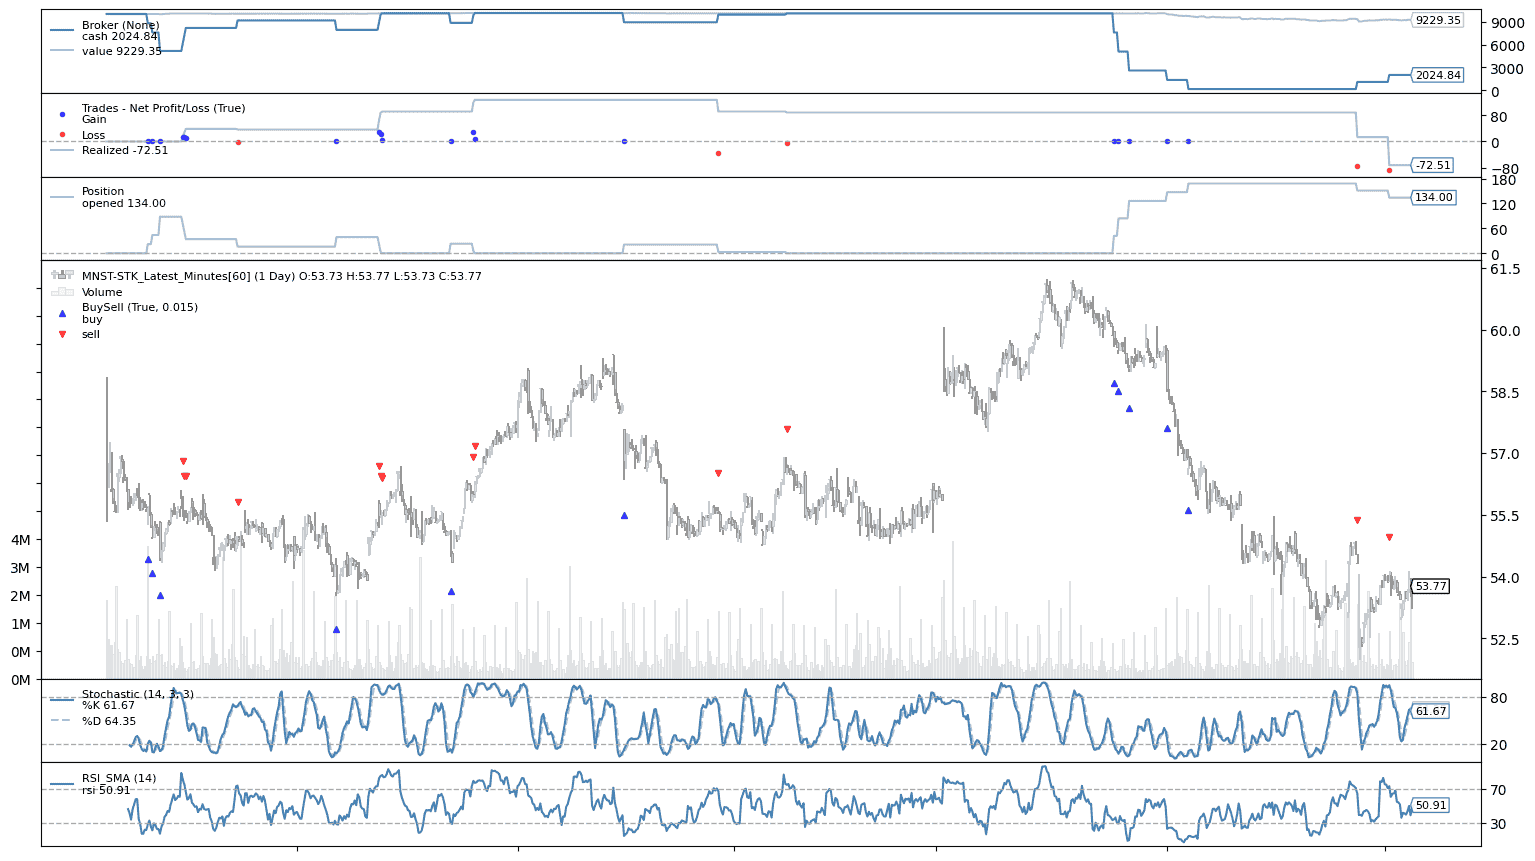 Broker (None)
cash 2024.84
value 9229.35
9229.35
2024.84
9000
6000
3000
0
Trades - Net Profit/Loss (True)
Gain
Loss
Realized -72.51
-72.51
80
0
−80
Position
opened 134.00
134.00
180
120
60
0
MNST-STK_Latest_Minutes[60] (1 Day) O:53.73 H:53.77 L:53.73 C:53.77
Volume
BuySell (True, 0.015)
buy
sell
61.5
60.0
58.5
57.0
55.5
54.0
52.5
53.77
4M
3M
2M
1M
0M
0M
Stochastic (14, 3, 3)
%K 61.67
%D 64.35
61.67
80
20
RSI_SMA (14)
rsi 50.91
50.91
70
30